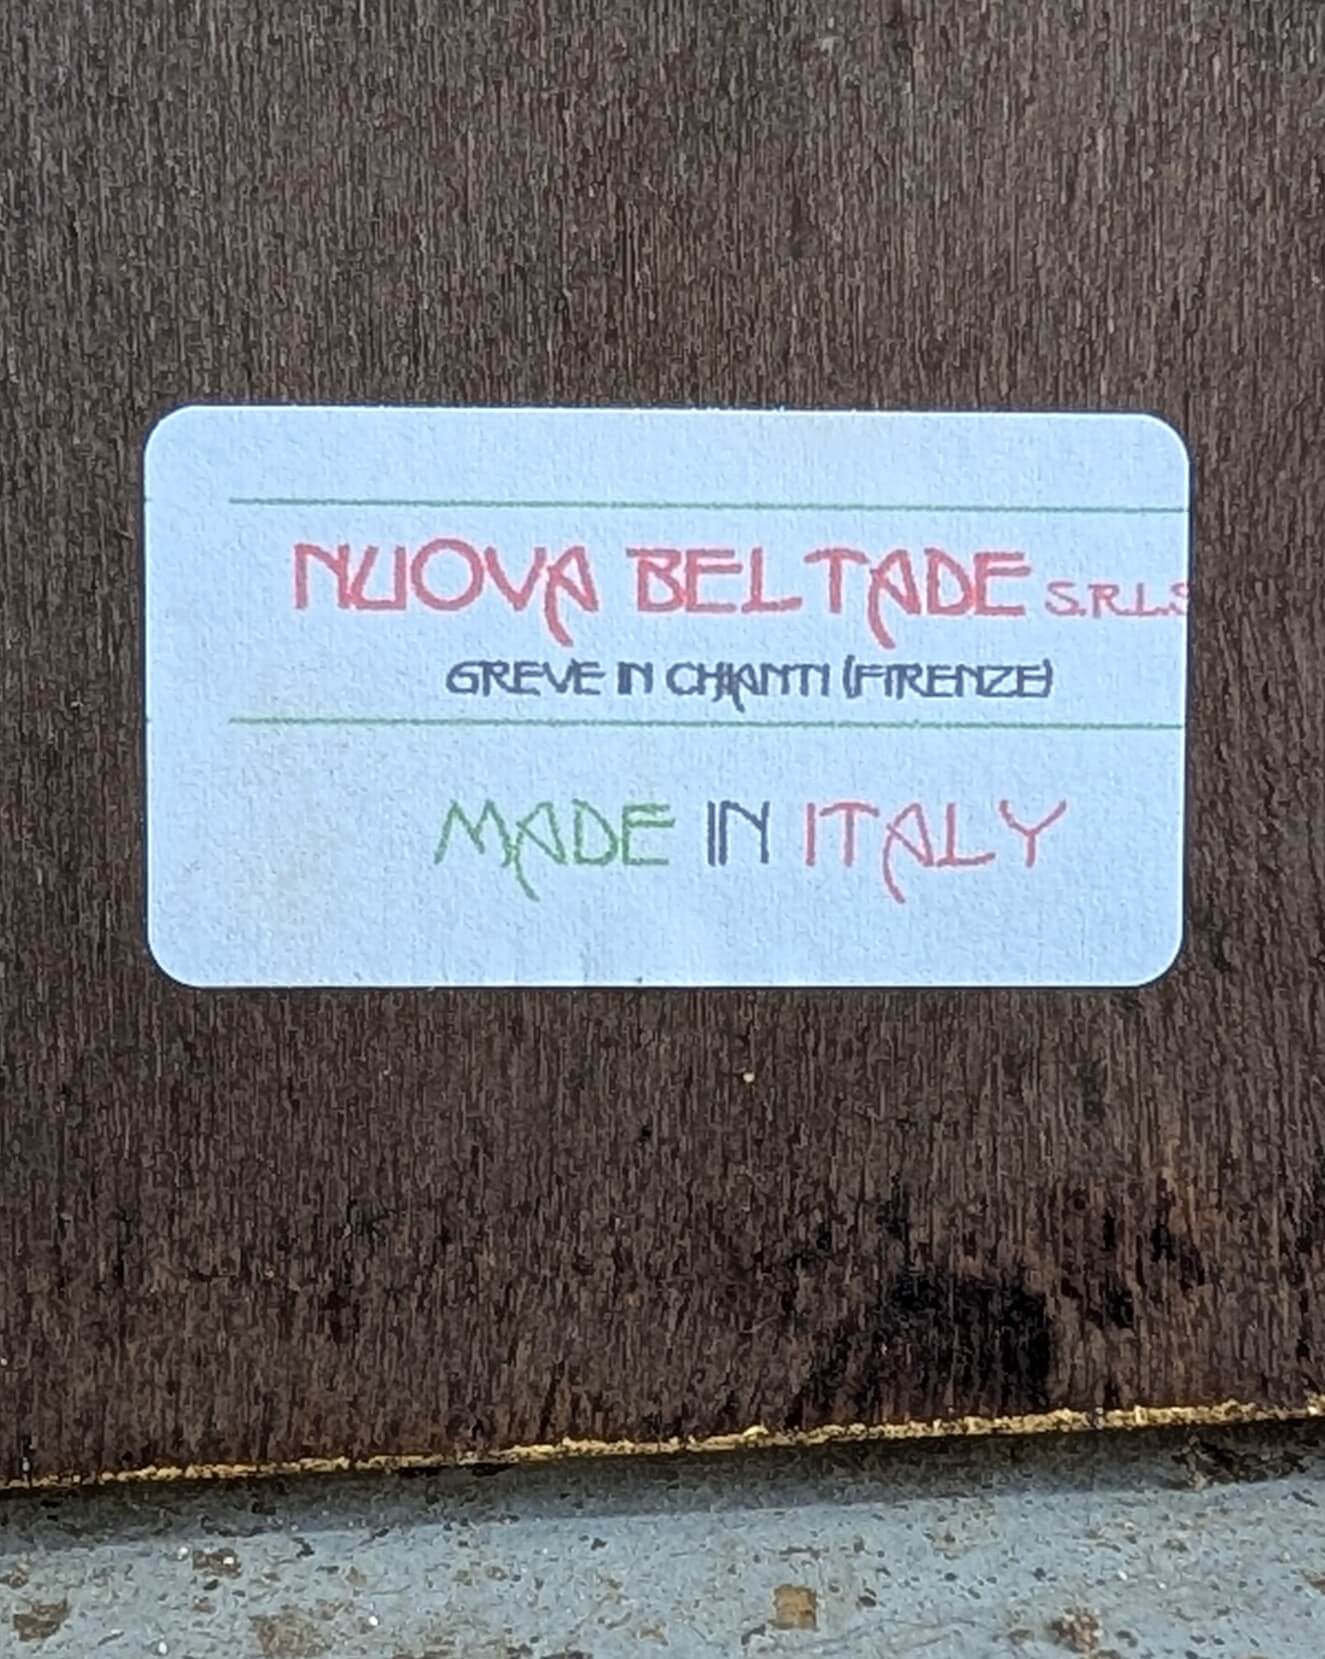 NUOVA BELTADE S.R.L.S
GREVE IN CHIANTI (FIRENZE)
MADE IN ITALY